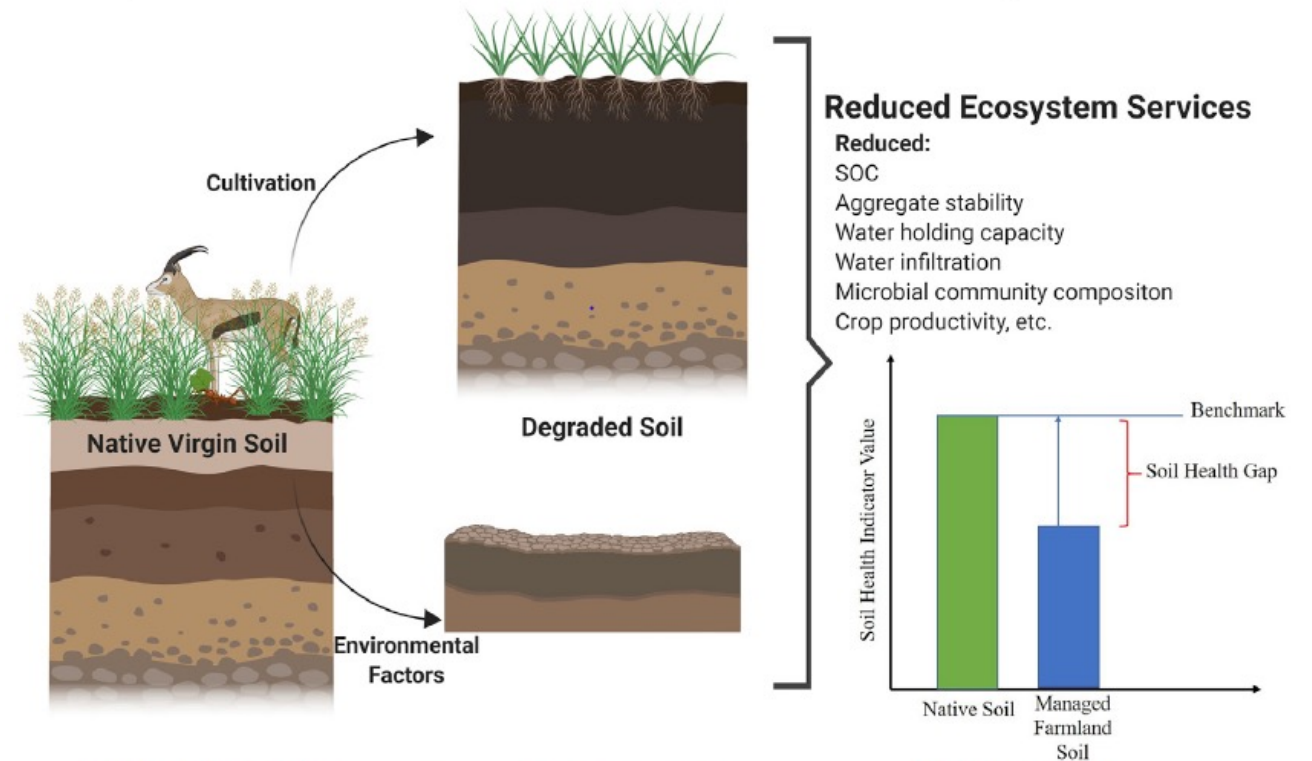 Cultivation
Native Virgin Soil
Environmental
Factors
Degraded Soil
Reduced Ecosystem Services
Reduced:
SOC
Aggregate stability
Water holding capacity
Water infiltration
Microbial community compositon
Crop productivity, etc.
Soil Health Indicator Value
Benchmark
Soil Health Gap
Native Soil
Managed
Farmland
Soil